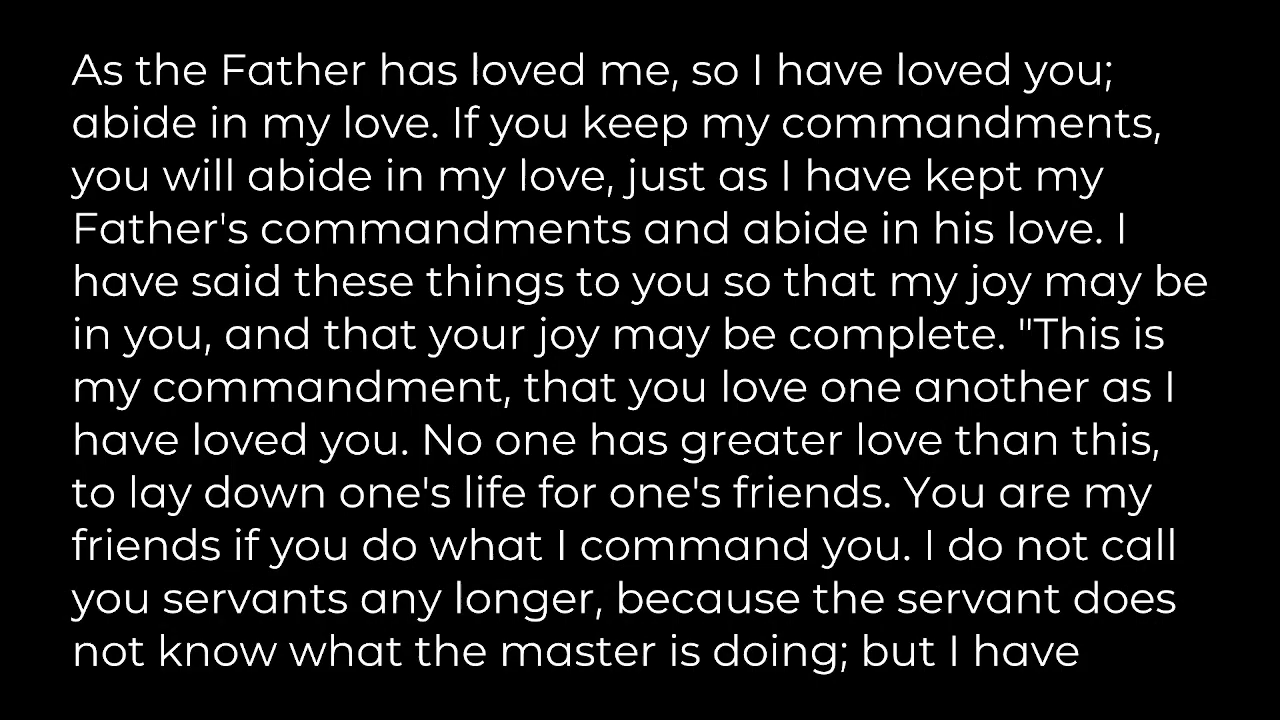 As the Father has loved me, so I have loved you;
abide in my love. If you keep my commandments,
you will abide in my love, just as I have kept my
Father's commandments and abide in his love. I
have said these things to you so that my joy may be
in you, and that your joy may be complete. "This is
my commandment, that you love one another as I
have loved you. No one has greater love than this,
to lay down one's life for one's friends. You are my
friends if you do what I command you. I do not call
you servants any longer, because the servant does
not know what the master is doing; but I have